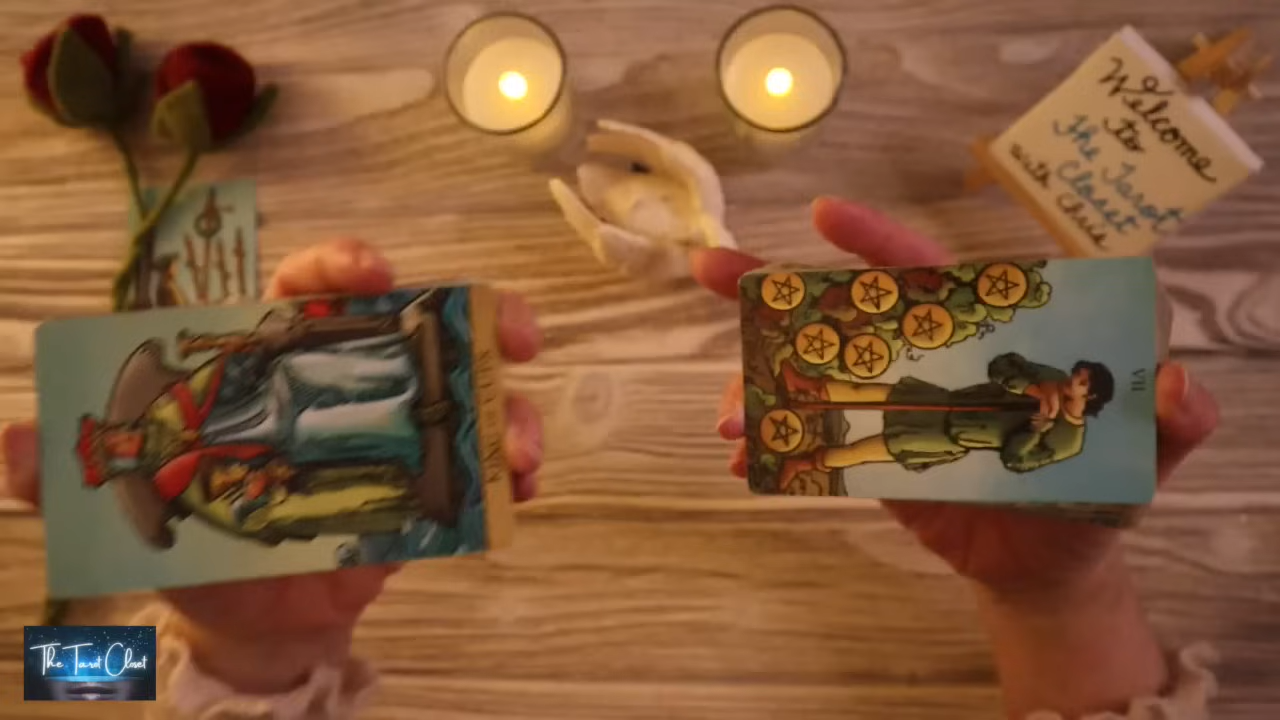 Welcome
to
The Tarot
Closet
with Chris
VII
The Tarot Closet